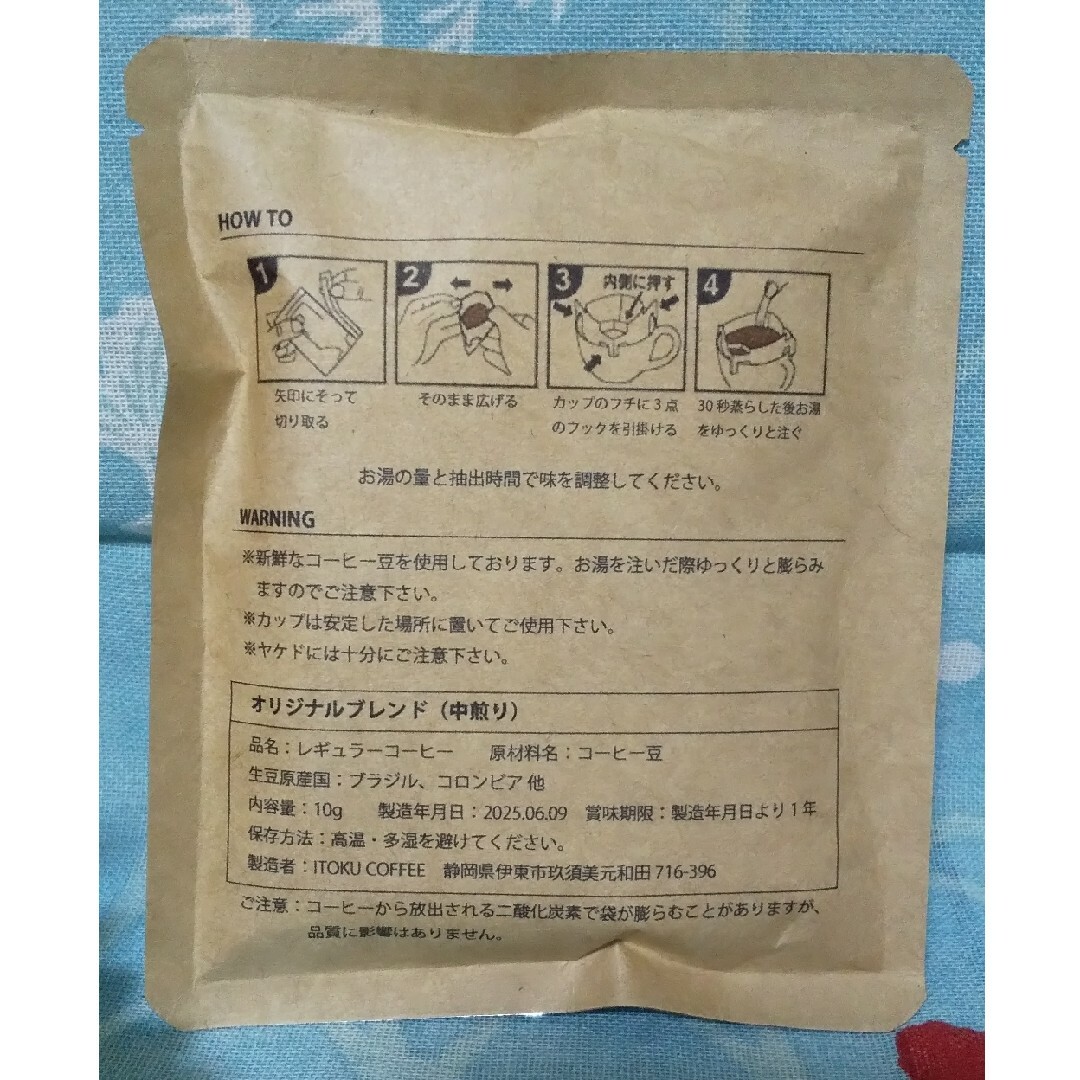 HOW TO
1 2 3 内側に押す 4
矢印にそって
切り取る
そのまま広げる
カップのフチに3点
のフックを引掛ける
30秒蒸らした後お湯
をゆっくりと注ぐ
お湯の量と抽出時間で味を調整してください。
WARNING
※新鮮なコーヒー豆を使用しております。お湯を注いだ際ゆっくりと膨らみ
ますのでご注意下さい。
※カップは安定した場所に置いてご使用下さい。
※ヤケドには十分にご注意下さい。
オリジナルブレンド（中煎り）
品名：レギュラーコーヒー 原材料名：コーヒー豆
生豆原産国：ブラジル、コロンビア 他
内容量：10g 製造年月日：2025.06.09 賞味期限：製造年月日より1年
保存方法：高温・多湿を避けてください。
製造者：ITOKU COFFEE 静岡県伊東市玖須美元和田716-396
ご注意：コーヒーから放出される二酸化炭素で袋が膨らむことがありますが、
品質に影響はありません。